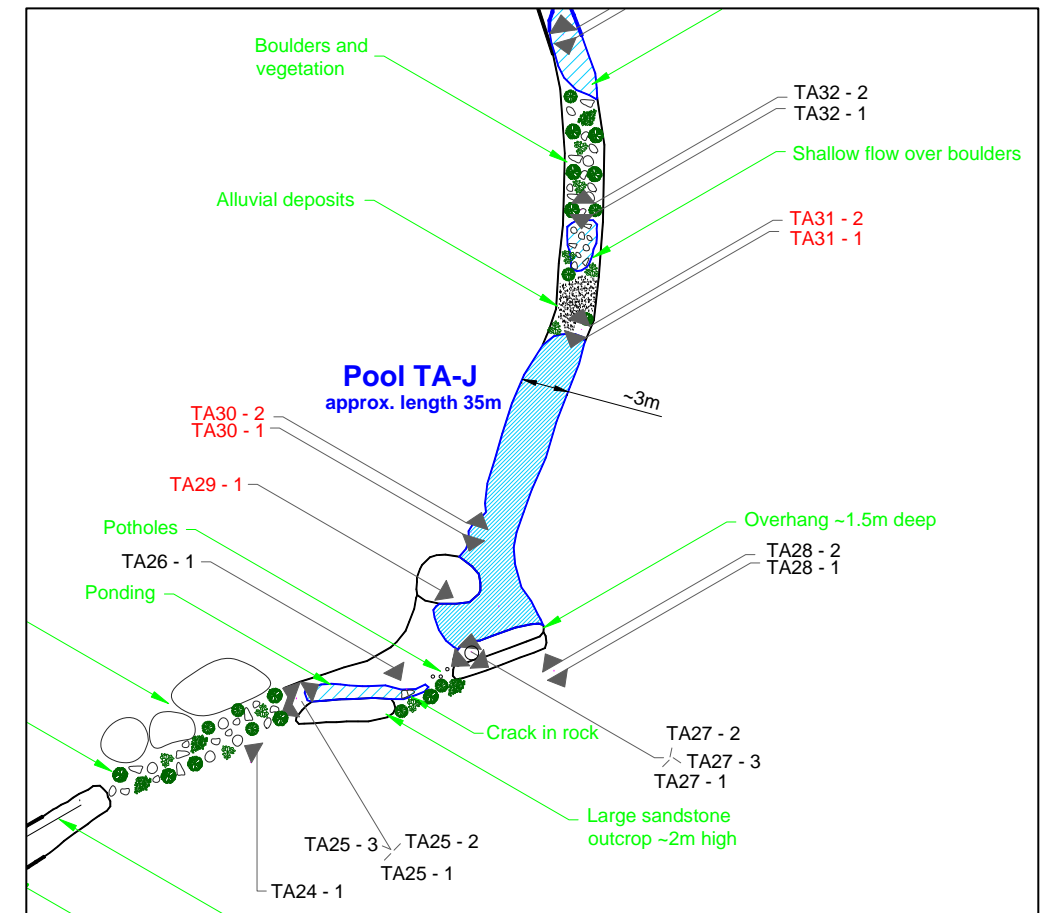 Boulders and
vegetation
TA32 - 2
TA32 - 1
Shallow flow over boulders
Alluvial deposits
TA31 - 2
TA31 - 1
Pool TA-J
approx. length 35m
~3m
TA30 - 2
TA30 - 1
TA29 - 1
Potholes
Overhang ~1.5m deep
TA26 - 1
TA28 - 2
TA28 - 1
Ponding
Crack in rock
TA27 - 2
TA27 - 3
TA27 - 1
Large sandstone
outcrop ~2m high
TA25 - 3
TA25 - 2
TA25 - 1
TA24 - 1